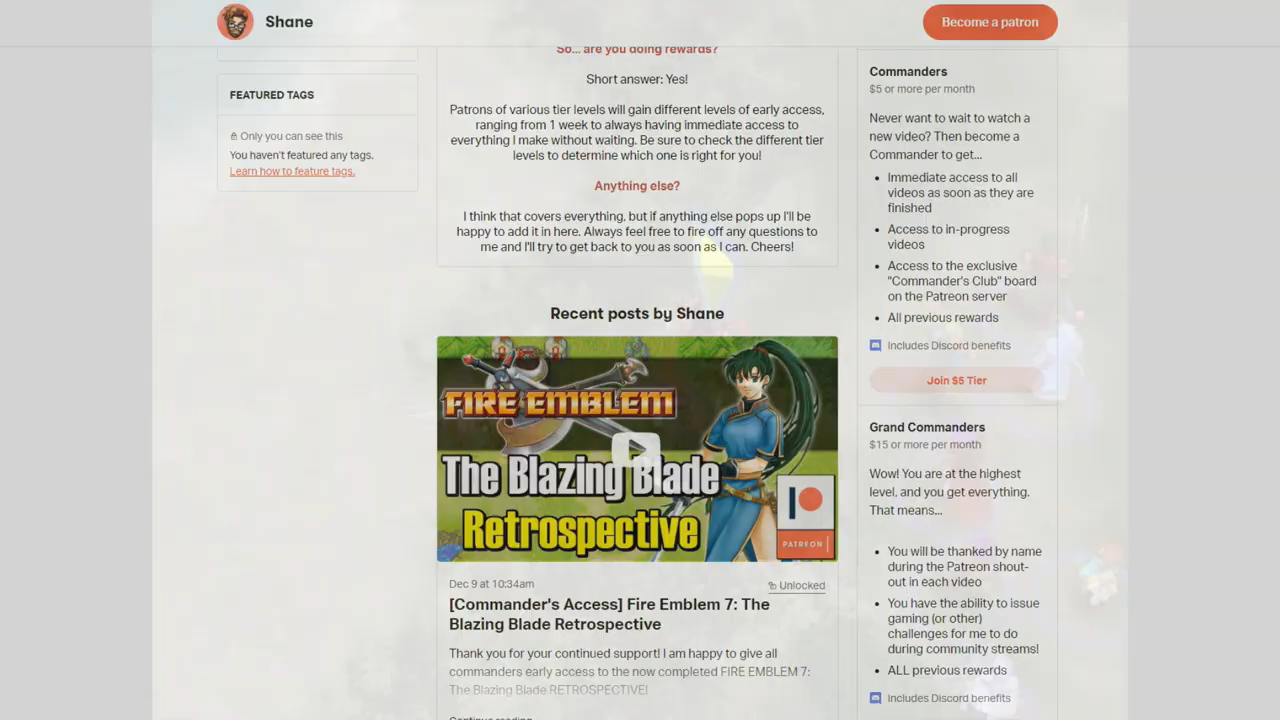 Shane
Become a patron
FEATURED TAGS
Only you can see this
You haven't featured any tags.
Learn how to feature tags.
So... are you doing rewards?
Short answer: Yes!
Patrons of various tier levels will gain different levels of early access,
ranging from 1 week to always having immediate access to
everything I make without waiting. Be sure to check the different tier
levels to determine which one is right for you!
Anything else?
I think that covers everything, but if anything else pops up I'll be
happy to add it in here. Always feel free to fire off any questions to
me and I'll try to get back to you as soon as I can. Cheers!
Recent posts by Shane
FIRE EMBLEM
The Blazing Blade
Retrospective
PATREON
Dec 9 at 10:34am
Unlocked
[Commander's Access] Fire Emblem 7: The
Blazing Blade Retrospective
Thank you for your continued support! I am happy to give all
commanders early access to the now completed FIRE EMBLEM 7:
The Blazing Blade RETROSPECTIVE!
Continue reading
Commanders
$5 or more per month
Never want to wait to watch a
new video? Then become a
Commander to get...
• Immediate access to all
videos as soon as they are
finished
• Access to in-progress
videos
• Access to the exclusive
"Commander's Club" board
on the Patreon server
• All previous rewards
Includes Discord benefits
Join $5 Tier
Grand Commanders
$15 or more per month
Wow! You are at the highest
level, and you get everything.
That means...
• You will be thanked by name
during the Patreon shout-
out in each video
• You have the ability to issue
gaming (or other)
challenges for me to do
during community streams!
• ALL previous rewards
Includes Discord benefits